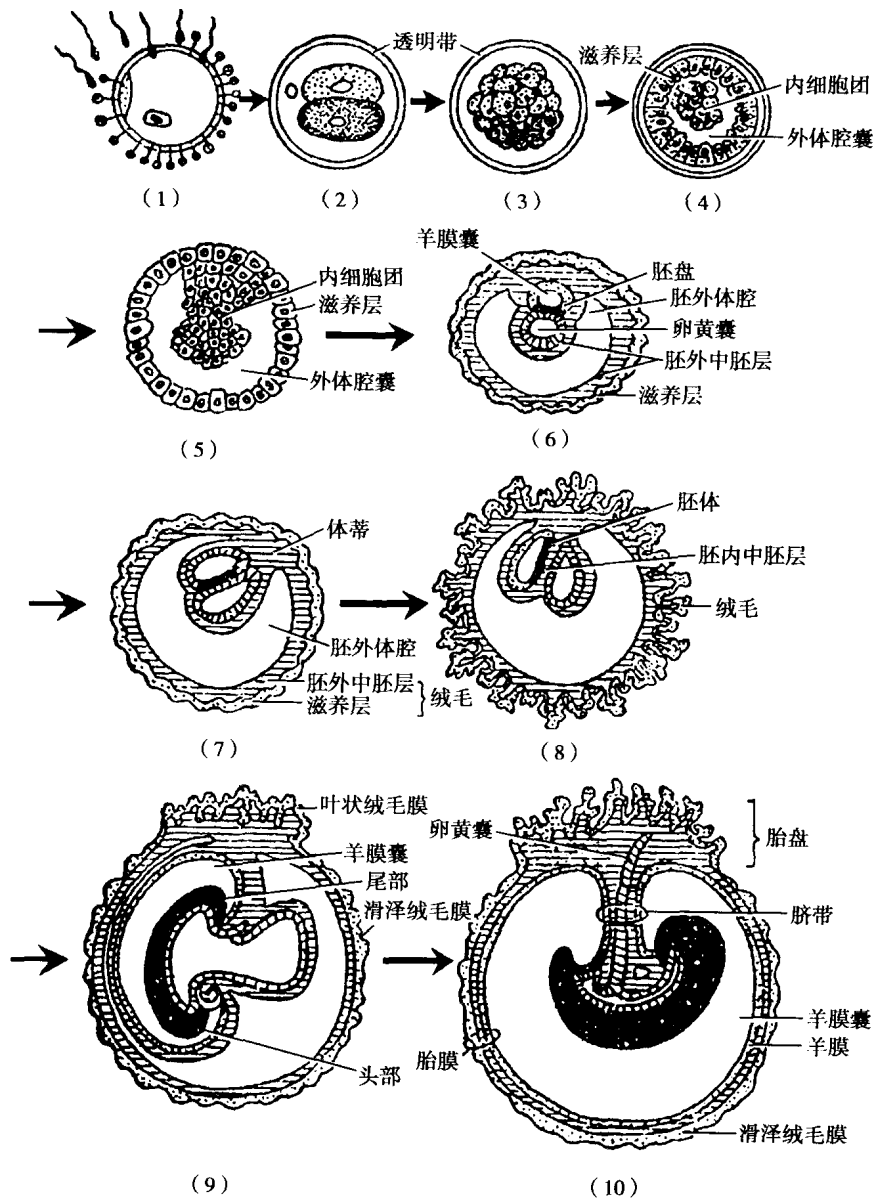 透明带
滋养层
内细胞团
外体腔囊
(1)
(2)
(3)
(4)
羊膜囊
内细胞团
滋养层
外体腔囊
胚盘
胚外体腔
卵黄囊
胚外中胚层
滋养层
(5)
(6)
体蒂
胚外体腔
胚外中胚层
滋养层
绒毛
胚体
胚内中胚层
绒毛
(7)
(8)
叶状绒毛膜
羊膜囊
尾部
滑泽绒毛膜
头部
卵黄囊
胎盘
脐带
羊膜囊
羊膜
胎膜
滑泽绒毛膜
(9)
(10)